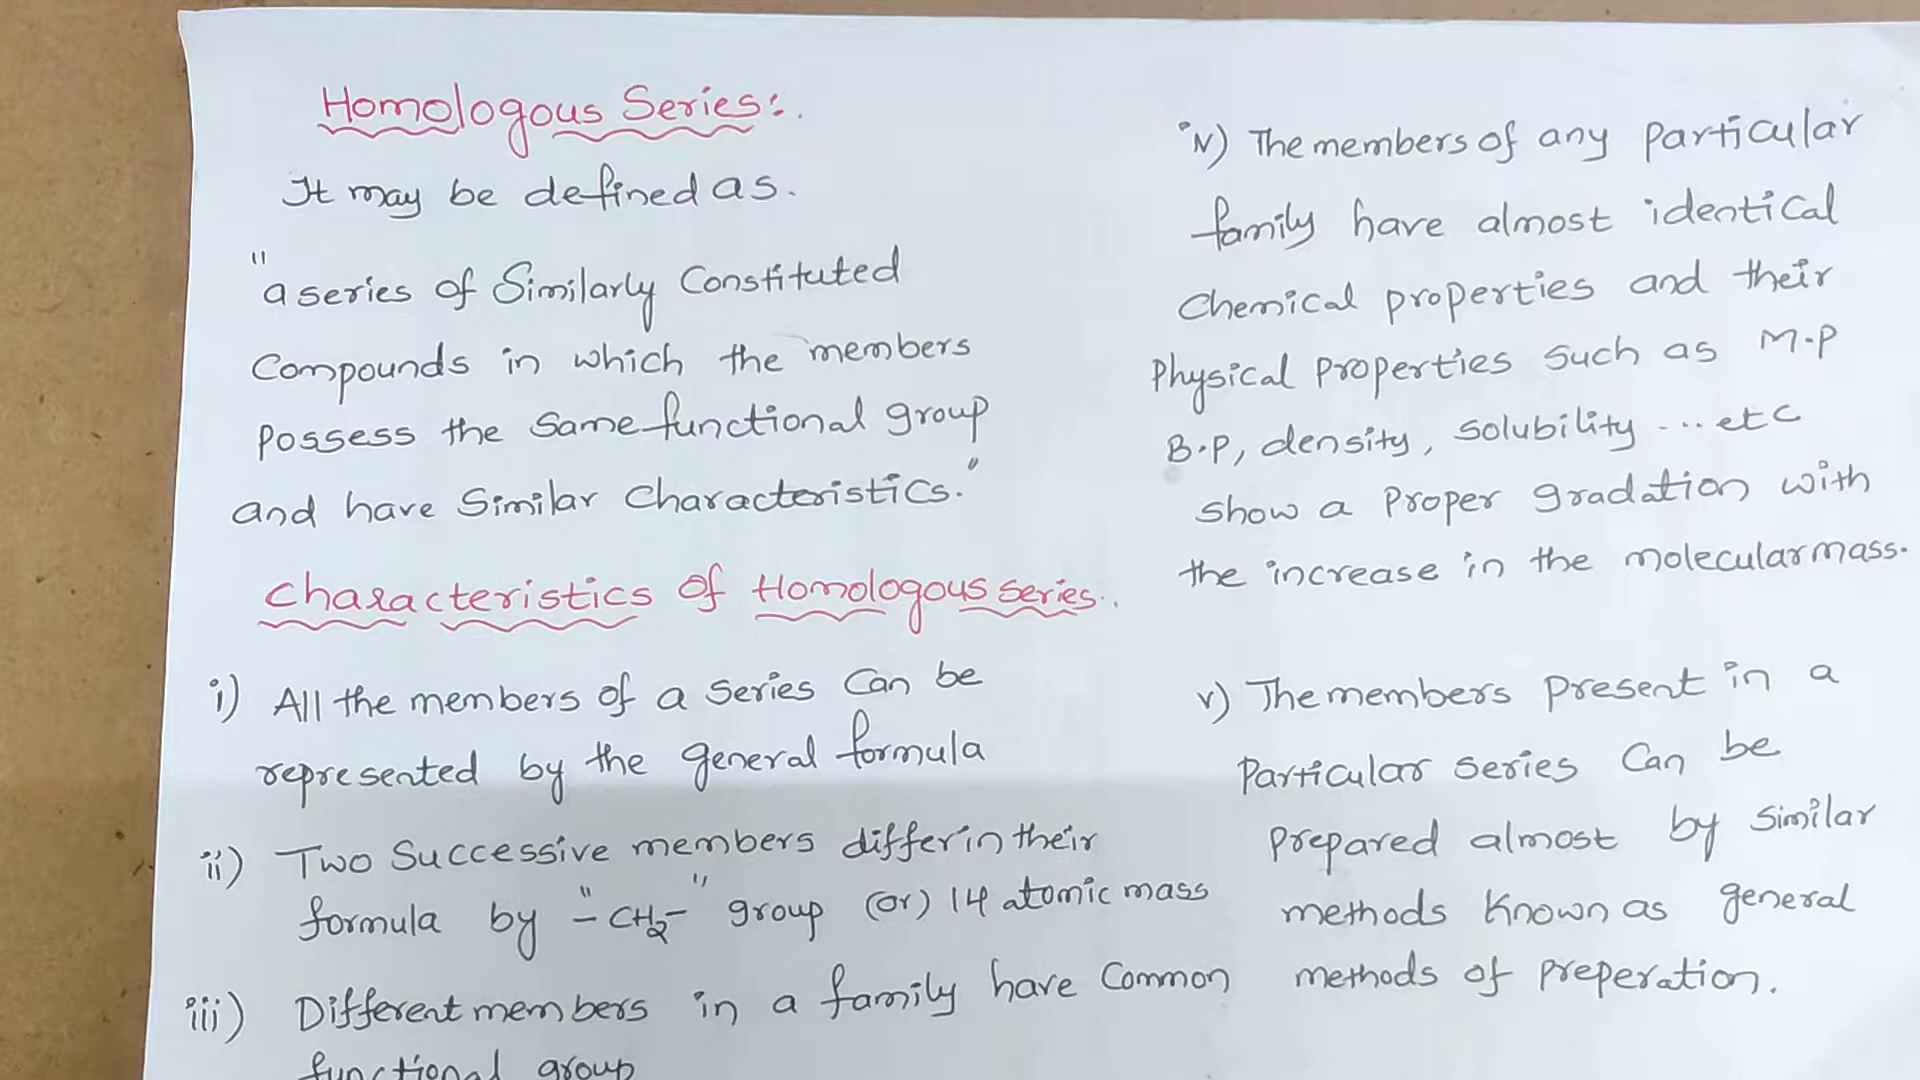 Homologous Series:.
It may be defined as.
"a series of Similarly Constituted
Compounds in which the members
Possess the same functional group
and have Similar Characteristics."
Characteristics of Homologous series.
i) All the members of a series Can be
represented by the general formula
ii) Two Successive members differ in their
formula by "-CH₂-" group (or) 14 atomic mass
iii) Different members in a family have Common
functional group
iv) The members of any particular
family have almost identical
Chemical properties and their
Physical properties such as M.P
B.P, density, solubility ... etc
show a Proper gradation with
the increase in the molecular mass.
v) The members present in a
Particular series Can be
Prepared almost by similar
methods Known as general
methods of preperation.